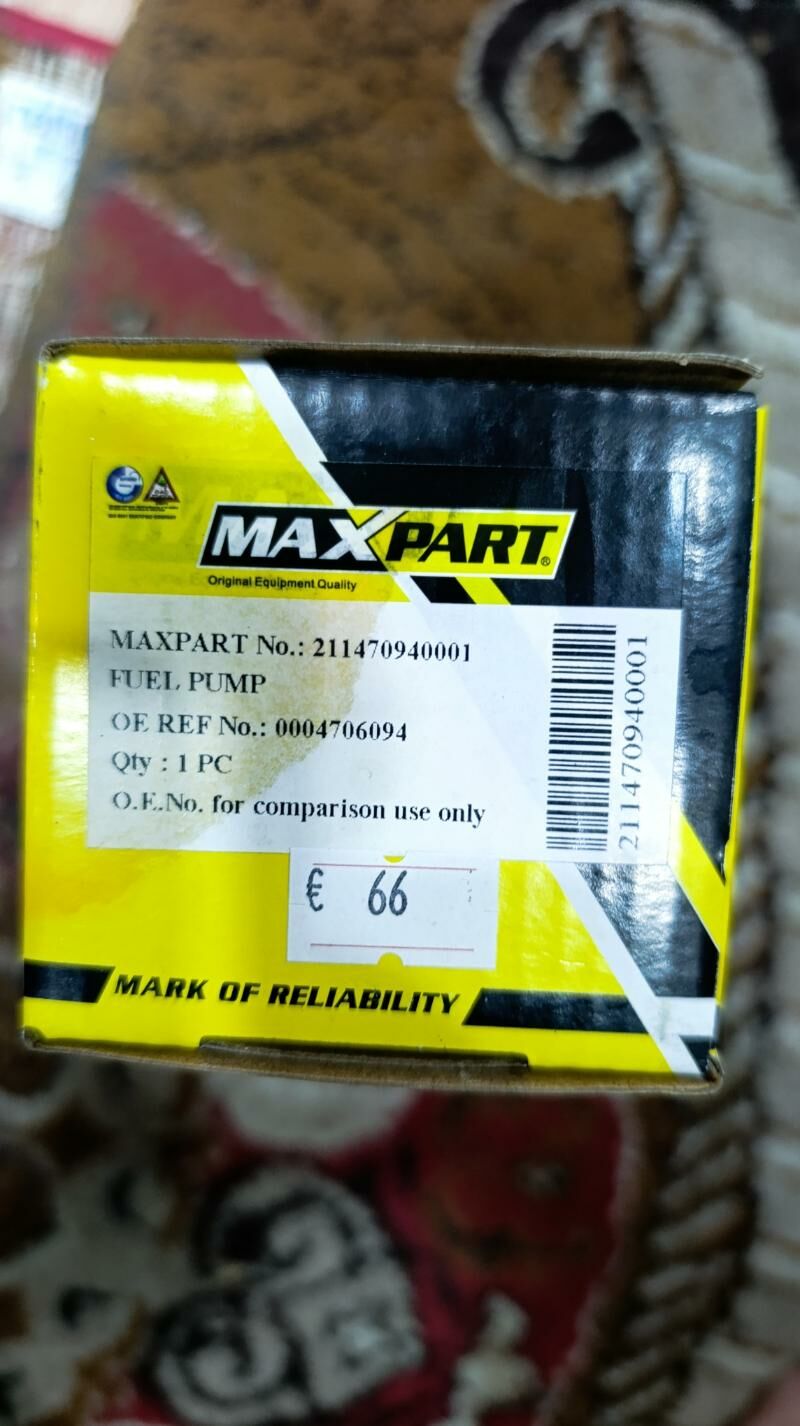 MAXPART®
Original Equipment Quality
MAXPART No.: 211470940001
FUEL PUMP
OE REF No.: 0004706094
Qty : 1 PC
O.E.No. for comparison use only
211470940001
€ 66
MARK OF RELIABILITY